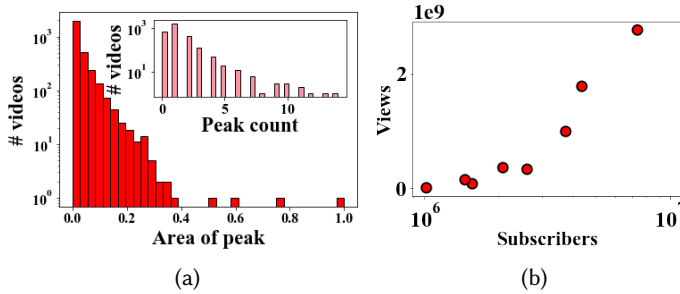 10³
10²
10¹
10⁰
# videos
0.0 0.2 0.4 0.6 0.8 1.0
Area of peak
10³
10¹
# videos
0 5 10
Peak count
(a)
1e9
2
0
Views
10⁶ 10⁷
Subscribers
(b)